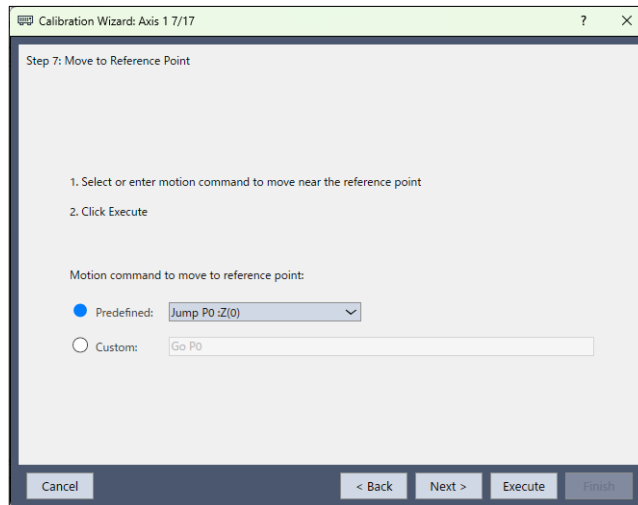 Calibration Wizard: Axis 1 7/17 ?
Step 7: Move to Reference Point
1. Select or enter motion command to move near the reference point
2. Click Execute
Motion command to move to reference point:
Predefined: Jump P0 :Z(0)
Custom: Go P0
Cancel < Back Next > Execute Finish